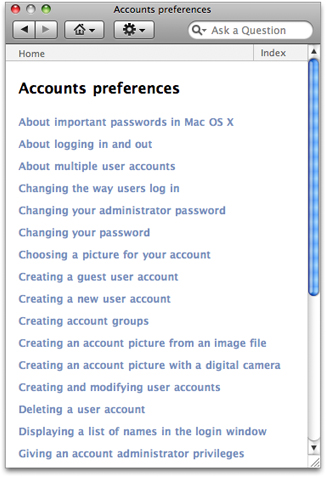 Accounts preferences
Ask a Question
Home Index
Accounts preferences
About important passwords in Mac OS X
About logging in and out
About multiple user accounts
Changing the way users log in
Changing your administrator password
Changing your password
Choosing a picture for your account
Creating a guest user account
Creating a new user account
Creating account groups
Creating an account picture from an image file
Creating an account picture with a digital camera
Creating and modifying user accounts
Deleting a user account
Displaying a list of names in the login window
Giving an account administrator privileges